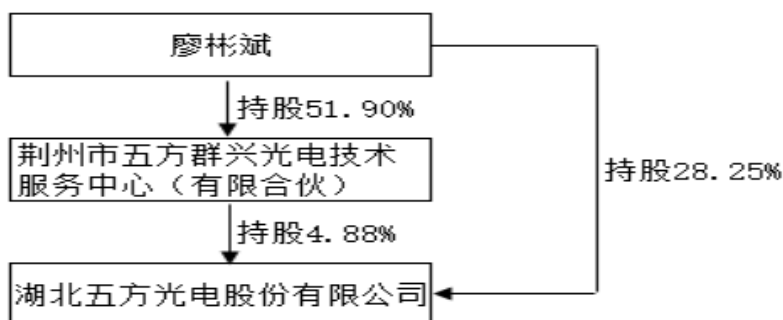 廖彬斌
持股51.90%
荆州市五方群兴光电技术
服务中心（有限合伙）
持股28.25%
持股4.88%
湖北五方光电股份有限公司